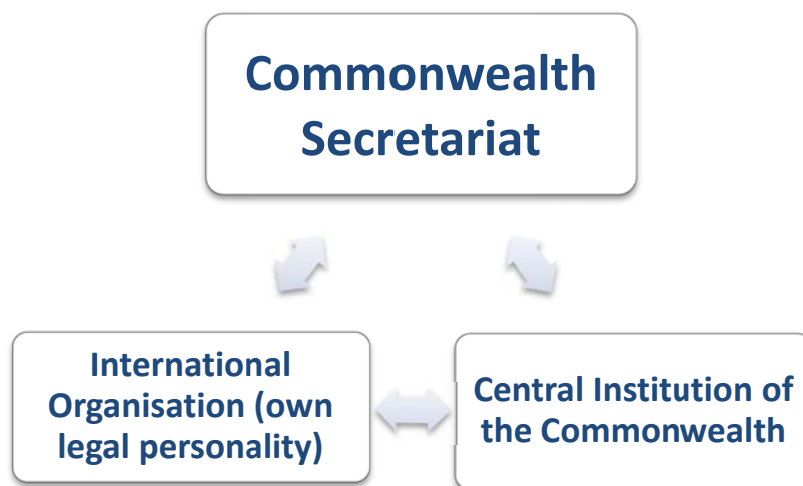 Commonwealth
Secretariat
International
Organisation (own
legal personality)
Central Institution of
the Commonwealth